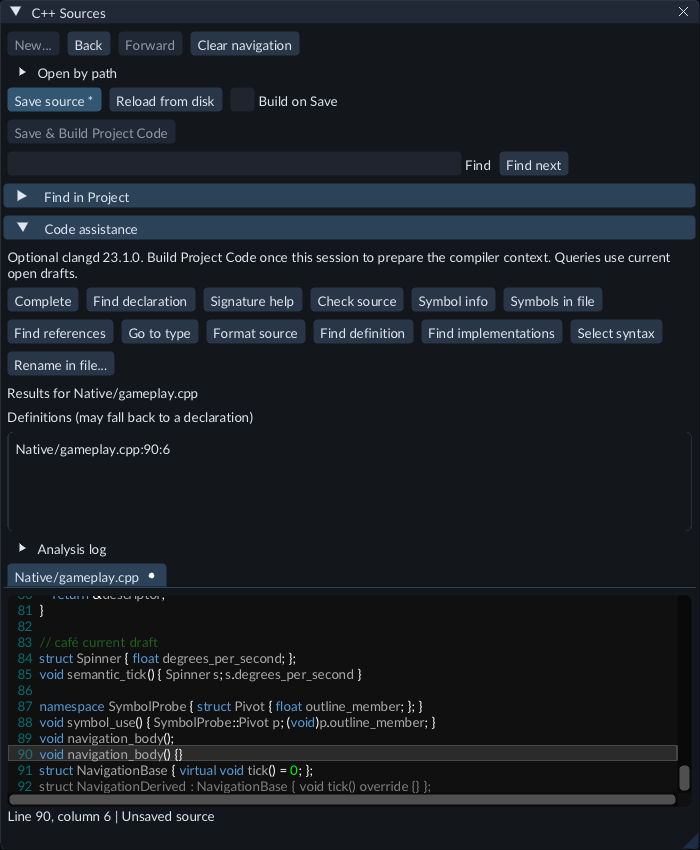 C++ Sources
New... Back Forward Clear navigation
Open by path
Save source * Reload from disk Build on Save
Save & Build Project Code
Find Find next
Find in Project
Code assistance
Optional clangd 23.1.0. Build Project Code once this session to prepare the compiler context. Queries use current
open drafts.
Complete Find declaration Signature help Check source Symbol info Symbols in file
Find references Go to type Format source Find definition Find implementations Select syntax
Rename in file...
Results for Native/gameplay.cpp
Definitions (may fall back to a declaration)
Native/gameplay.cpp:90:6
Analysis log
Native/gameplay.cpp
80 return &descriptor;
81 }
82
83 // café current draft
84 struct Spinner { float degrees_per_second; };
85 void semantic_tick() { Spinner s; s.degrees_per_second }
86
87 namespace SymbolProbe { struct Pivot { float outline_member; }; }
88 void symbol_use() { SymbolProbe::Pivot p; (void)p.outline_member; }
89 void navigation_body();
90 void navigation_body() {}
91 struct NavigationBase { virtual void tick() = 0; };
92 struct NavigationDerived : NavigationBase { void tick() override {} };
Line 90, column 6 | Unsaved source